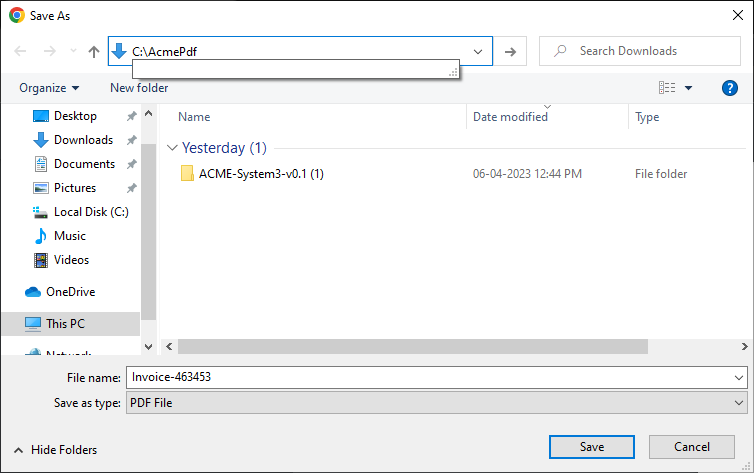 Save As
C:\AcmePdf
Search Downloads
Organize
New folder
?
Desktop
Downloads
Documents
Pictures
Local Disk (C:)
Music
Videos
OneDrive
This PC
Network
Name
Date modified
Type
Yesterday (1)
ACME-System3-v0.1 (1)
06-04-2023 12:44 PM
File folder
File name:
Invoice-463453
Save as type:
PDF File
Hide Folders
Save
Cancel